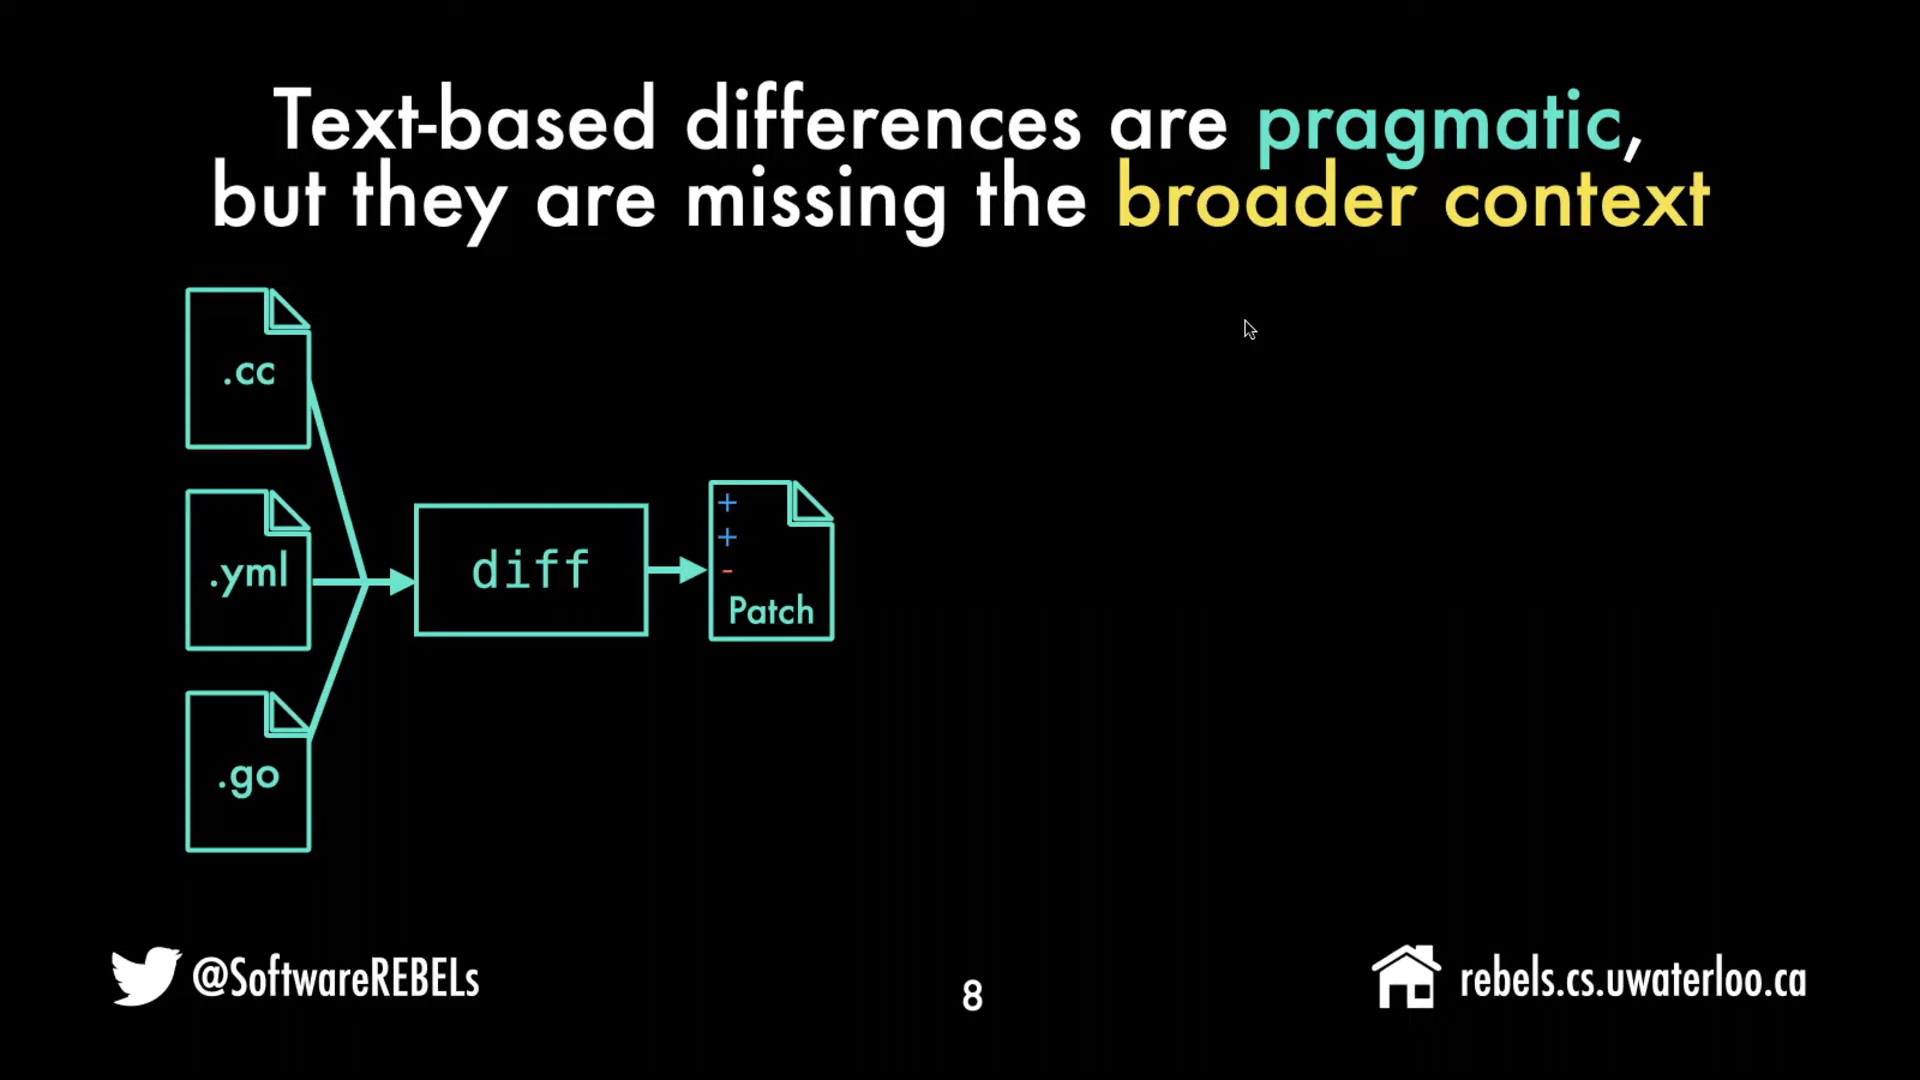 Text-based differences are pragmatic,
but they are missing the broader context
.cc
.yml
.go
diff
+
+
-
Patch
@SoftwareREBELs
8
rebels.cs.uwaterloo.ca